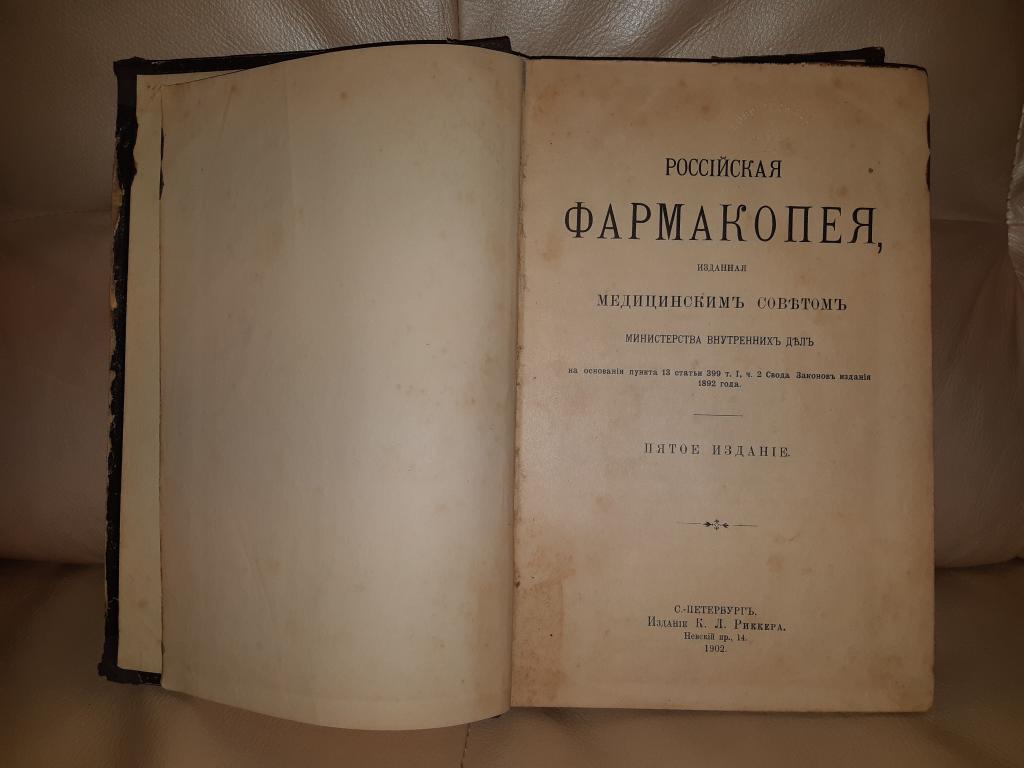 РОССІЙСКАЯ
ФАРМАКОПЕЯ,
ИЗДАННАЯ
МЕДИЦИНСКИМЪ СОВѢТОМЪ
МИНИСТЕРСТВА ВНУТРЕННИХЪ ДѢЛЪ
на основаніи пункта 13 статьи 399 т. I, ч. 2 Свода Законовъ изданія
1892 года.
ПЯТОЕ ИЗДАНІЕ.
С.-ПЕТЕРБУРГЪ.
Изданіе К. Л. Риккера.
Невскій пр., 14.
1902.